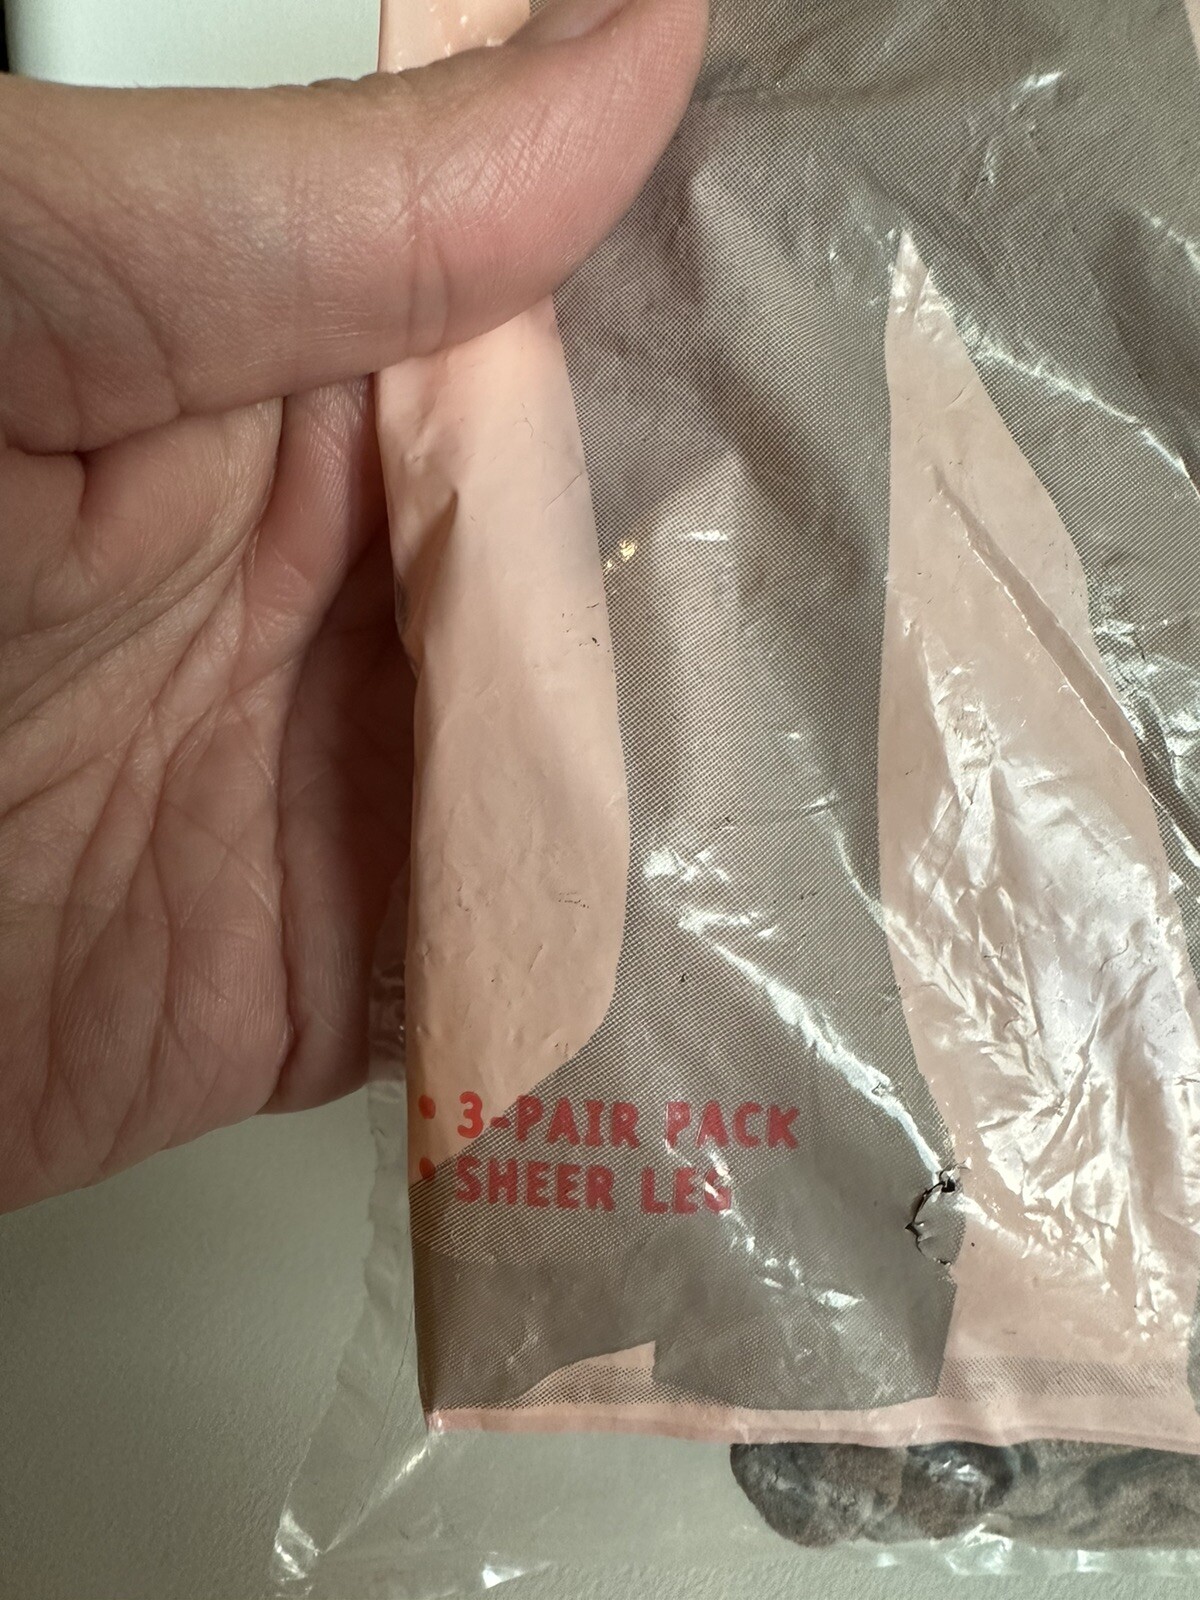 • 3-PAIR PACK
• SHEER LEG